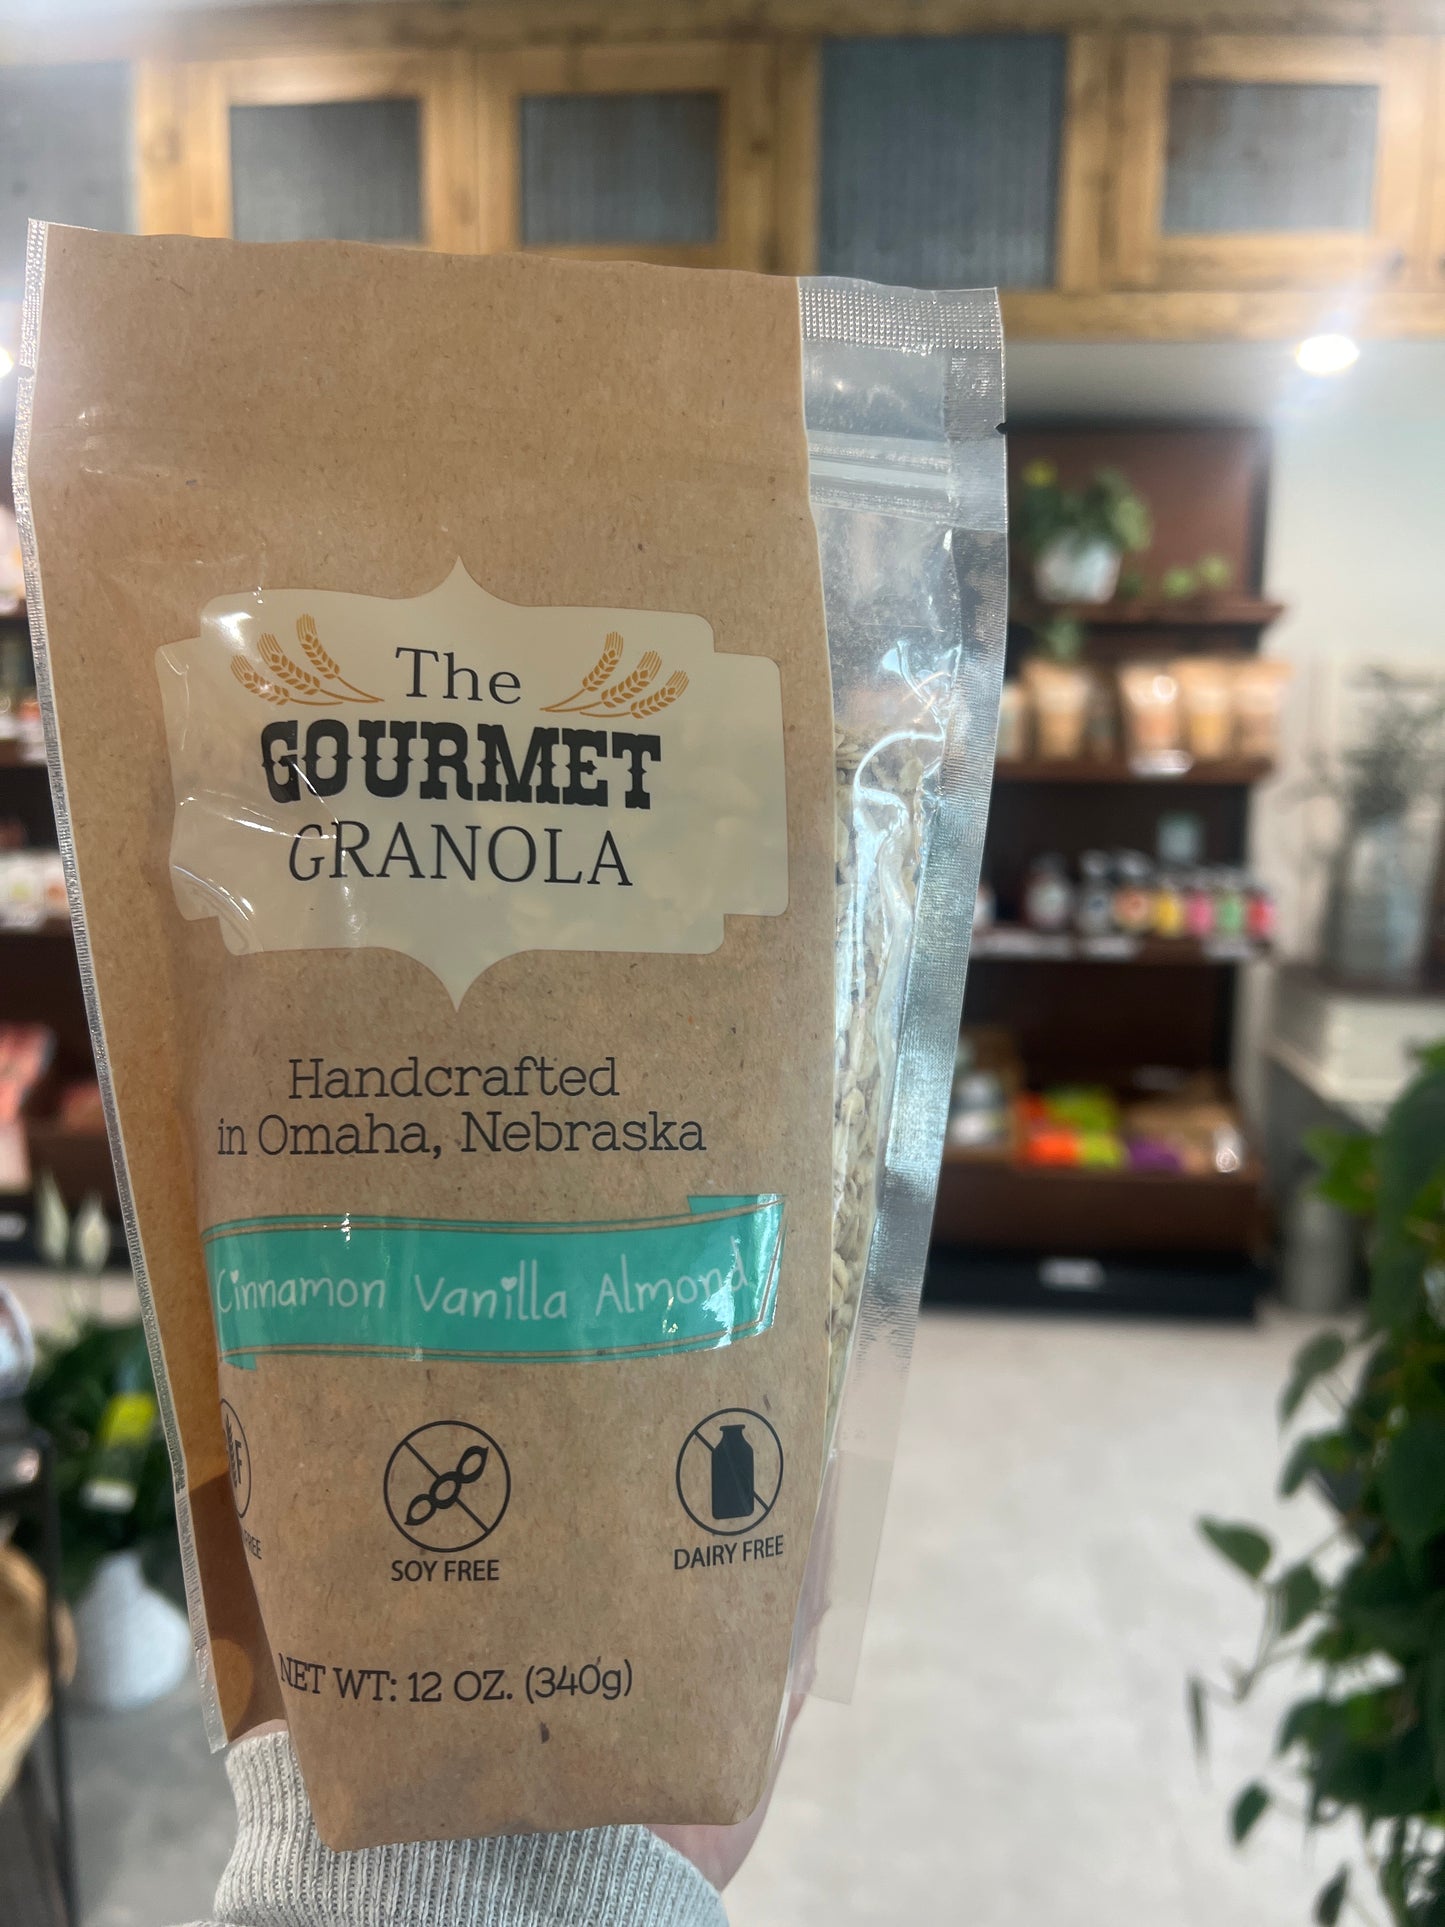 The
GOURMET
GRANOLA
Handcrafted
in Omaha, Nebraska
Cinnamon Vanilla Almond
F
FREE
SOY FREE
DAIRY FREE
NET WT: 12 OZ. (340g)